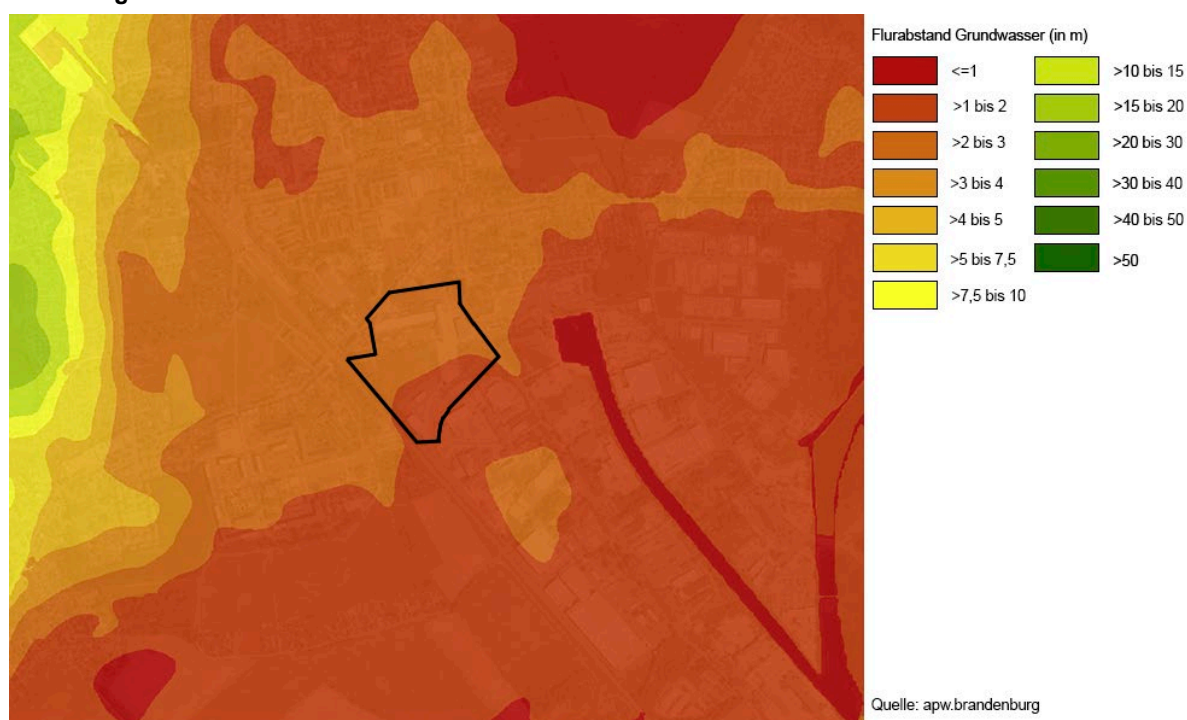 Flurabstand Grundwasser (in m)
<=1
>1 bis 2
>2 bis 3
>3 bis 4
>4 bis 5
>5 bis 7,5
>7,5 bis 10
>10 bis 15
>15 bis 20
>20 bis 30
>30 bis 40
>40 bis 50
>50
Quelle: apw.brandenburg